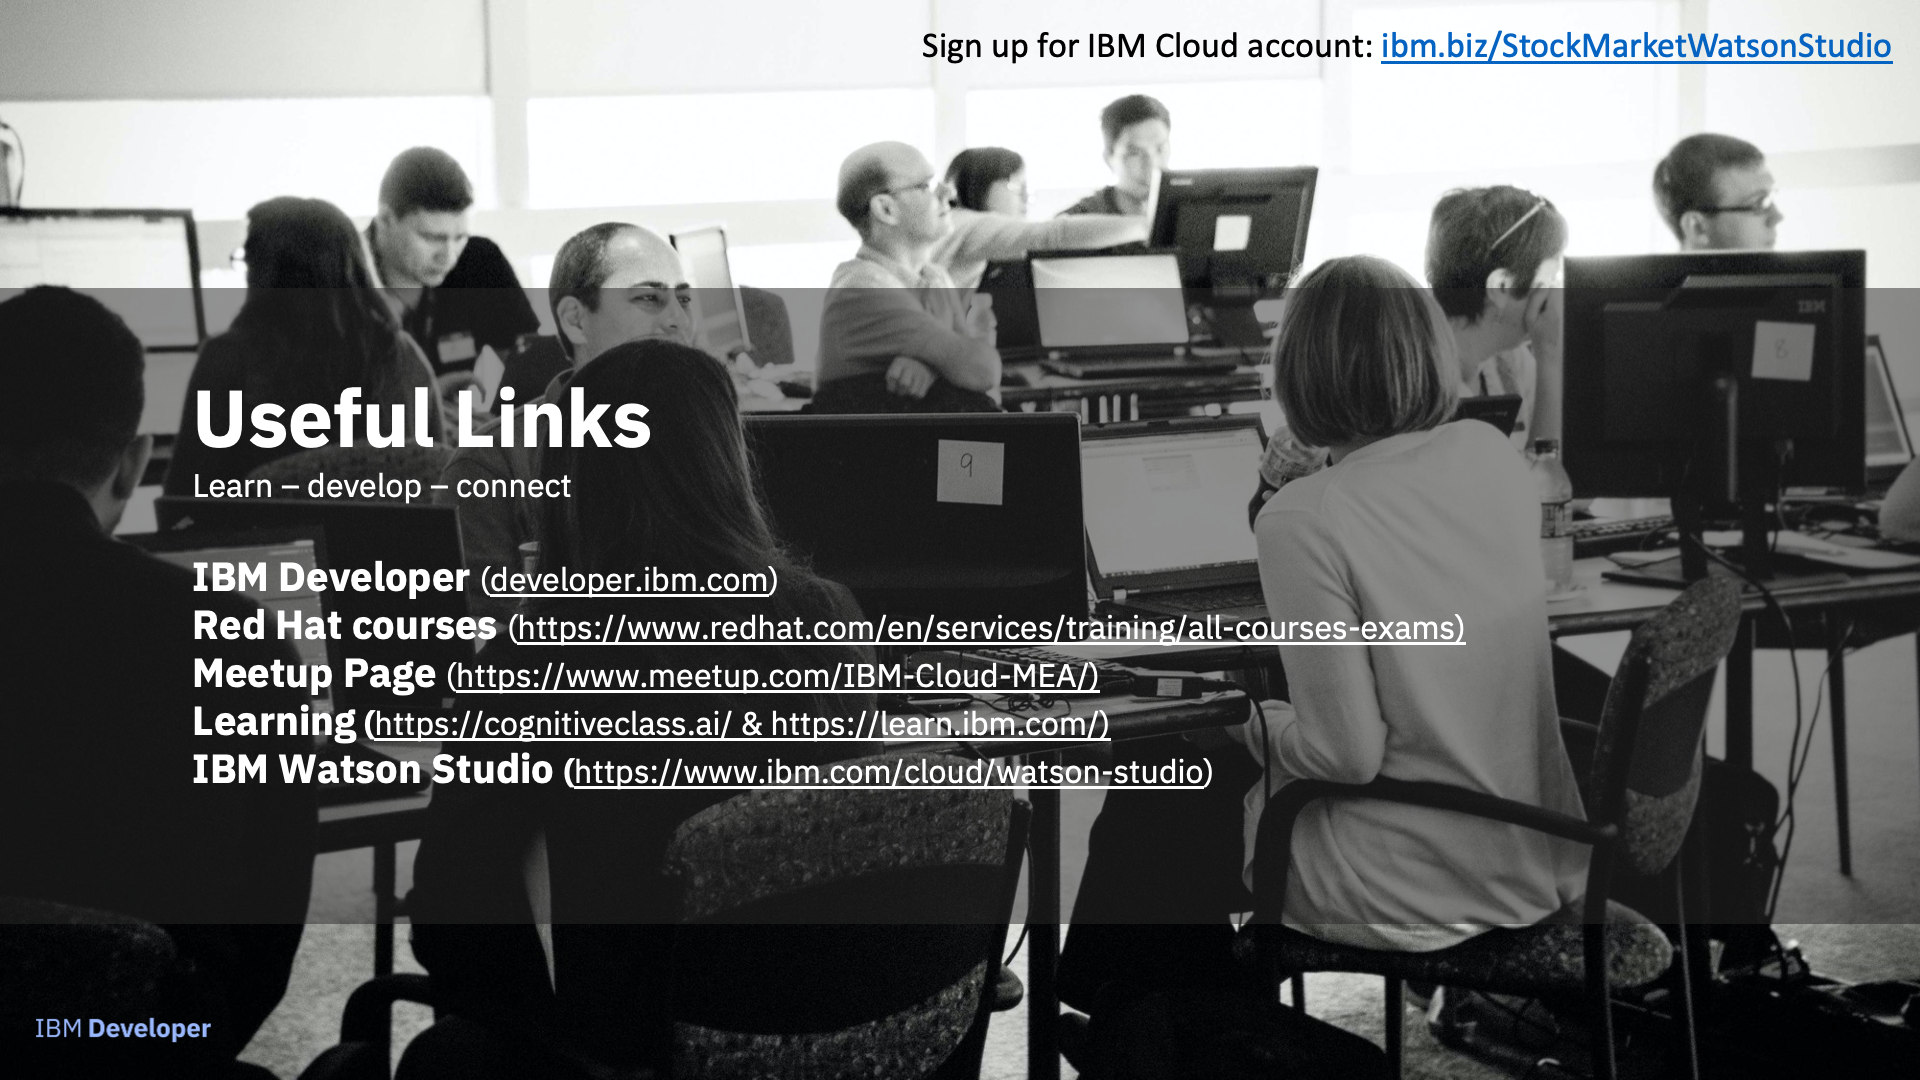 Sign up for IBM Cloud account: ibm.biz/StockMarketWatsonStudio
IBM
8
9
Useful Links
Learn – develop – connect
IBM Developer (developer.ibm.com)
Red Hat courses (https://www.redhat.com/en/services/training/all-courses-exams)
Meetup Page (https://www.meetup.com/IBM-Cloud-MEA/)
Learning (https://cognitiveclass.ai/ & https://learn.ibm.com/)
IBM Watson Studio (https://www.ibm.com/cloud/watson-studio)
IBM Developer